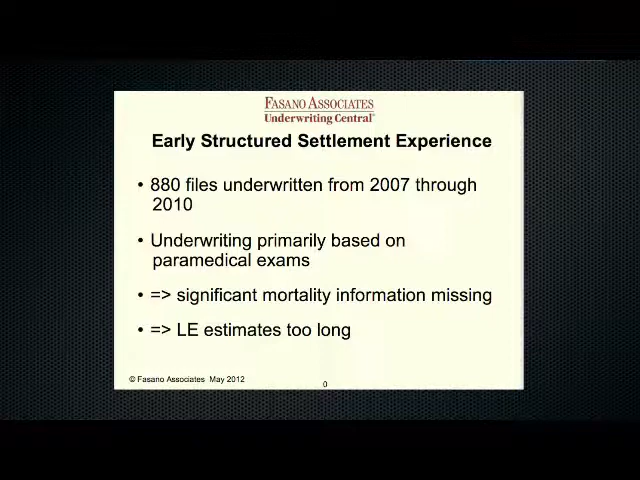 FASANO ASSOCIATES
Underwriting Central®
Early Structured Settlement Experience
• 880 files underwritten from 2007 through
2010
• Underwriting primarily based on
paramedical exams
• => significant mortality information missing
• => LE estimates too long
© Fasano Associates May 2012
0